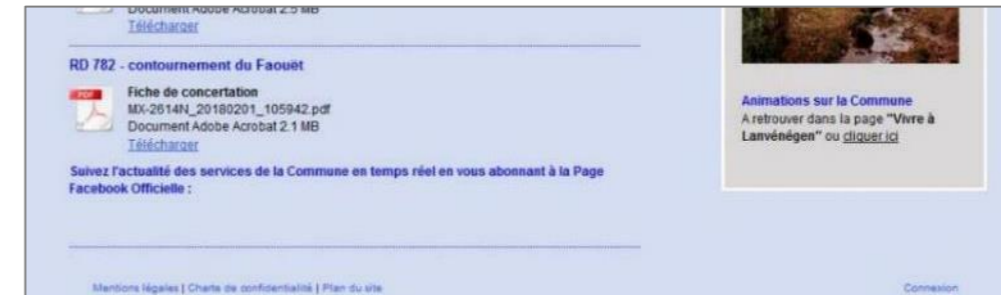 Document Adobe Acrobat 2.5 MB
Télécharger
RD 782 - contournement du Faouët
PDF
Fiche de concertation
MX-2614N_20180201_105942.pdf
Document Adobe Acrobat 2.1 MB
Télécharger
Suivez l'actualité des services de la Commune en temps réel en vous abonnant à la Page
Facebook Officielle :
Animations sur la Commune
A retrouver dans la page "Vivre à
Lanvénégen" ou cliquer ici
Mentions légales | Charte de confidentialité | Plan du site
Connexion